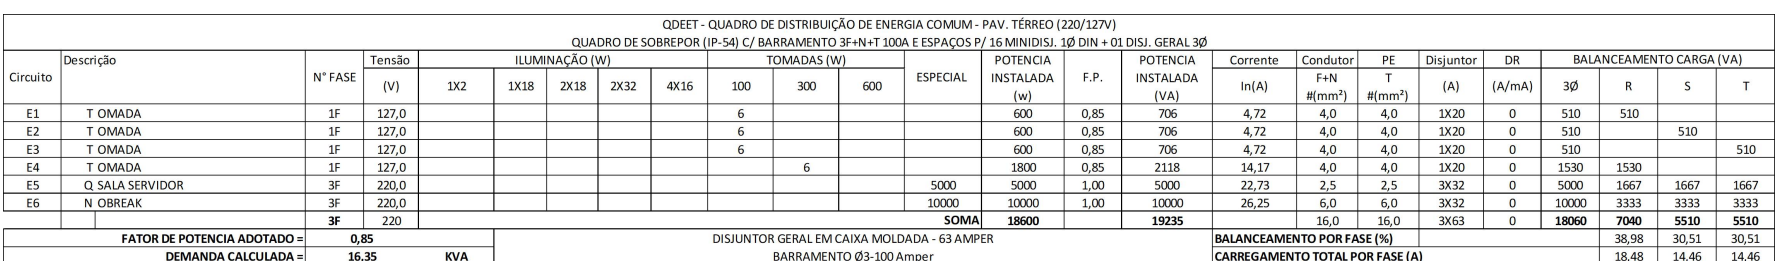 QDEET - QUADRO DE DISTRIBUIÇÃO DE ENERGIA COMUM - PAV. TÉRREO (220/127V)
QUADRO DE SOBREPOR (IP-54) C/ BARRAMENTO 3F+N+T 100A E ESPAÇOS P/ 16 MINIDISJ. 1Ø DIN + 01 DISJ. GERAL 3Ø
Circuito Descrição N° FASE Tensão (V) ILUMINAÇÃO (W) TOMADAS (W) ESPECIAL POTENCIA INSTALADA (w) F.P. POTENCIA INSTALADA (VA) Corrente In(A) Condutor F+N #(mm²) PE T #(mm²) Disjuntor (A) DR (A/mA) BALANCEAMENTO CARGA (VA)
1X2 1X18 2X18 2X32 4X16 100 300 600 3Ø R S T
E1 T OMADA 1F 127,0 6 600 0,85 706 4,72 4,0 4,0 1X20 0 510 510
E2 T OMADA 1F 127,0 6 600 0,85 706 4,72 4,0 4,0 1X20 0 510 510
E3 T OMADA 1F 127,0 6 600 0,85 706 4,72 4,0 4,0 1X20 0 510 510
E4 T OMADA 1F 127,0 6 1800 0,85 2118 14,17 4,0 4,0 1X20 0 1530 1530
E5 Q SALA SERVIDOR 3F 220,0 5000 5000 1,00 5000 22,73 2,5 2,5 3X32 0 5000 1667 1667 1667
E6 N OBREAK 3F 220,0 10000 10000 1,00 10000 26,25 6,0 6,0 3X32 0 10000 3333 3333 3333
3F 220 SOMA 18600 19235 16,0 16,0 3X63 0 18060 7040 5510 5510
FATOR DE POTENCIA ADOTADO = 0,85 DISJUNTOR GERAL EM CAIXA MOLDADA - 63 AMPER BALANCEAMENTO POR FASE (%) 38,98 30,51 30,51
DEMANDA CALCULADA = 16,35 KVA BARRAMENTO Ø3-100 Amper CARREGAMENTO TOTAL POR FASE (A) 18,48 14,46 14,46